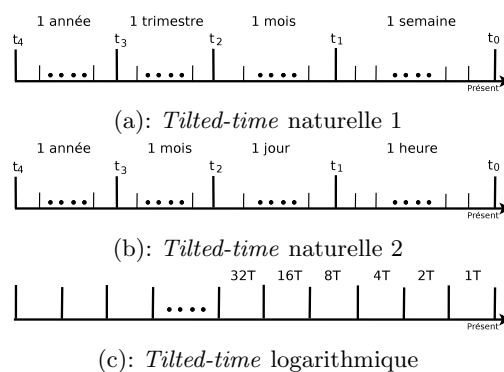 1 année 1 trimestre 1 mois 1 semaine
t4 t3 t2 t1 t0
Présent
(a): Tilted-time naturelle 1
1 année 1 mois 1 jour 1 heure
t4 t3 t2 t1 t0
Présent
(b): Tilted-time naturelle 2
32T 16T 8T 4T 2T 1T
Présent
(c): Tilted-time logarithmique